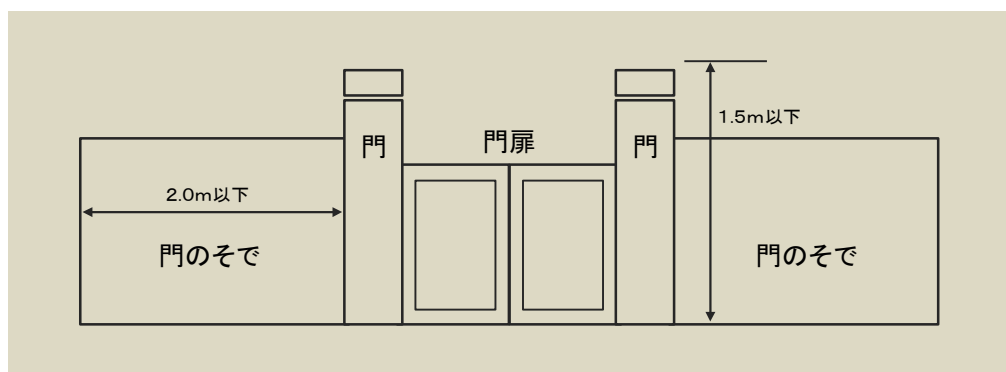 門
門扉
門
1.5m以下
2.0m以下
門のそで
門のそで